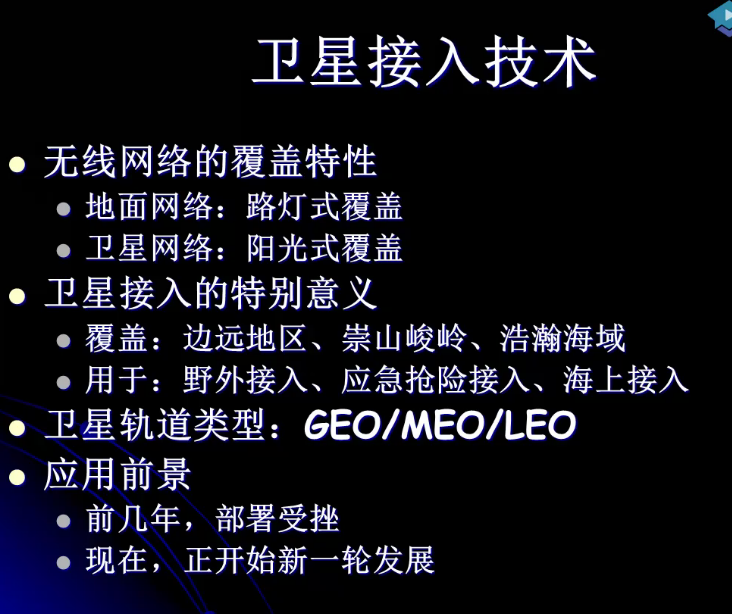 卫星接入技术
无线网络的覆盖特性
地面网络：路灯式覆盖
卫星网络：阳光式覆盖
卫星接入的特别意义
覆盖：边远地区、崇山峻岭、浩瀚海域
用于：野外接入、应急抢险接入、海上接入
卫星轨道类型：GEO/MEO/LEO
应用前景
前几年，部署受挫
现在，正开始新一轮发展